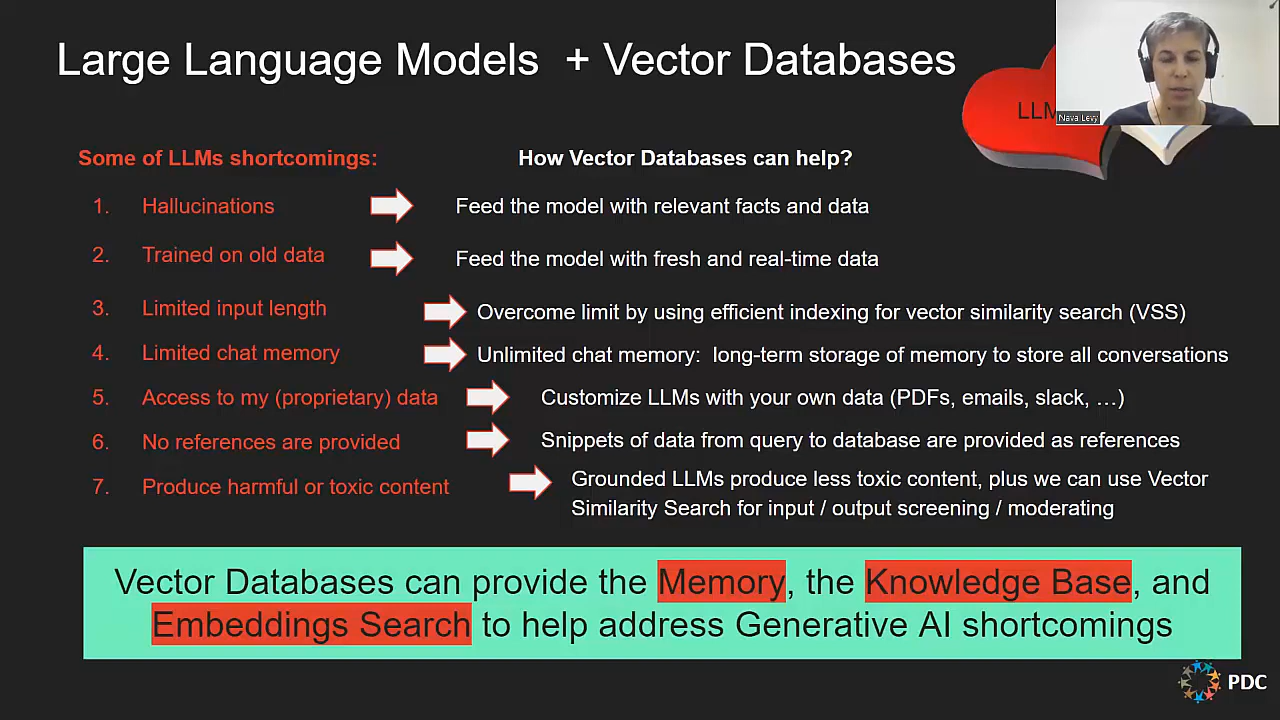 Large Language Models + Vector Databases
LLM
Nava Levy
Some of LLMs shortcomings:
How Vector Databases can help?
1. Hallucinations
Feed the model with relevant facts and data
2. Trained on old data
Feed the model with fresh and real-time data
3. Limited input length
Overcome limit by using efficient indexing for vector similarity search (VSS)
4. Limited chat memory
Unlimited chat memory: long-term storage of memory to store all conversations
5. Access to my (proprietary) data
Customize LLMs with your own data (PDFs, emails, slack, …)
6. No references are provided
Snippets of data from query to database are provided as references
7. Produce harmful or toxic content
Grounded LLMs produce less toxic content, plus we can use Vector
Similarity Search for input / output screening / moderating
Vector Databases can provide the Memory, the Knowledge Base, and
Embeddings Search to help address Generative AI shortcomings
PDC